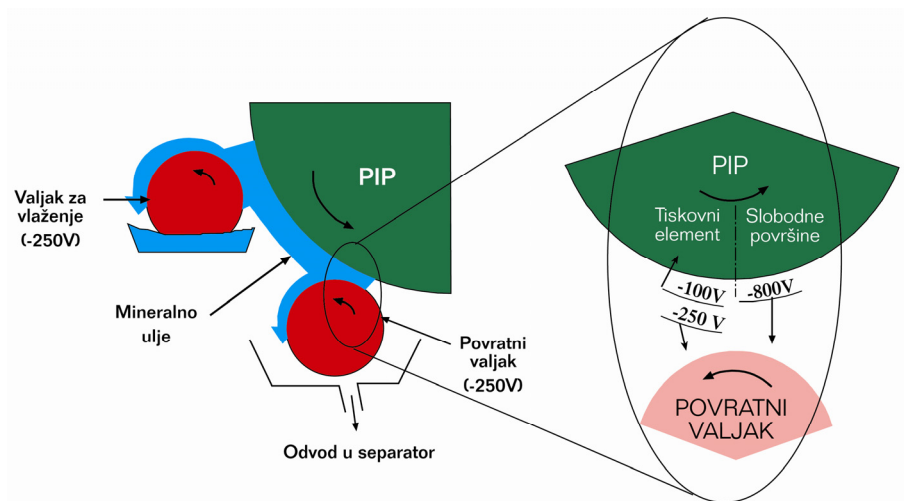 PIP
Valjak za
vlaženje
(-250V)
Mineralno
ulje
Povratni
valjak
(-250V)
Odvod u separator
PIP
Tiskovni
element
Slobodne
površine
-100V
-800V
-250 V
POVRATNI
VALJAK